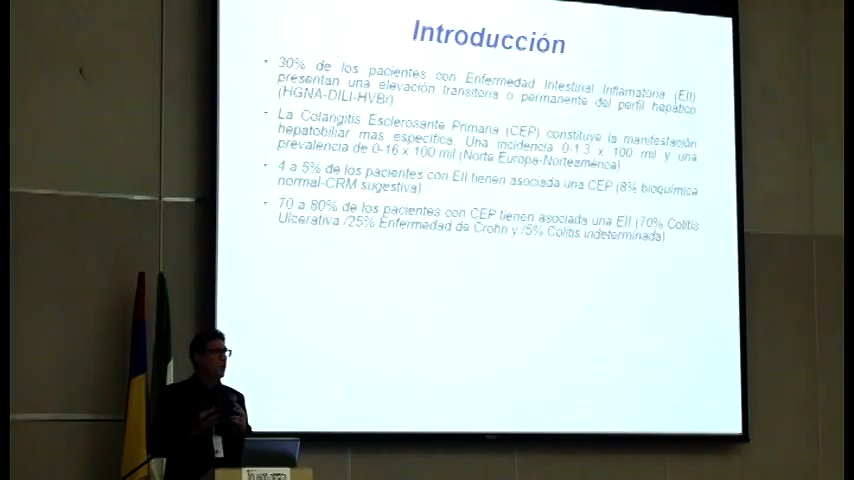 Introducción
- 30% de los pacientes con Enfermedad Intestinal Inflamatoria (EII)
presentan una elevación transitoria o permanente del perfil hepático
(HGNA-DILI-HVBr)
- La Colangitis Esclerosante Primaria (CEP) constituye la manifestación
hepatobiliar mas especifica. Una incidencia 0-1.3 x 100 mil y una
prevalencia de 0-16 x 100 mil (Norte Europa-Norteamérica)
- 4 a 5% de los pacientes con EII tienen asociada una CEP (8% bioquímica
normal-CRM sugestiva)
- 70 a 80% de los pacientes con CEP tienen asociada una EII (70% Colitis
Ulcerativa /25% Enfermedad de Crohn y /5% Colitis indeterminada)